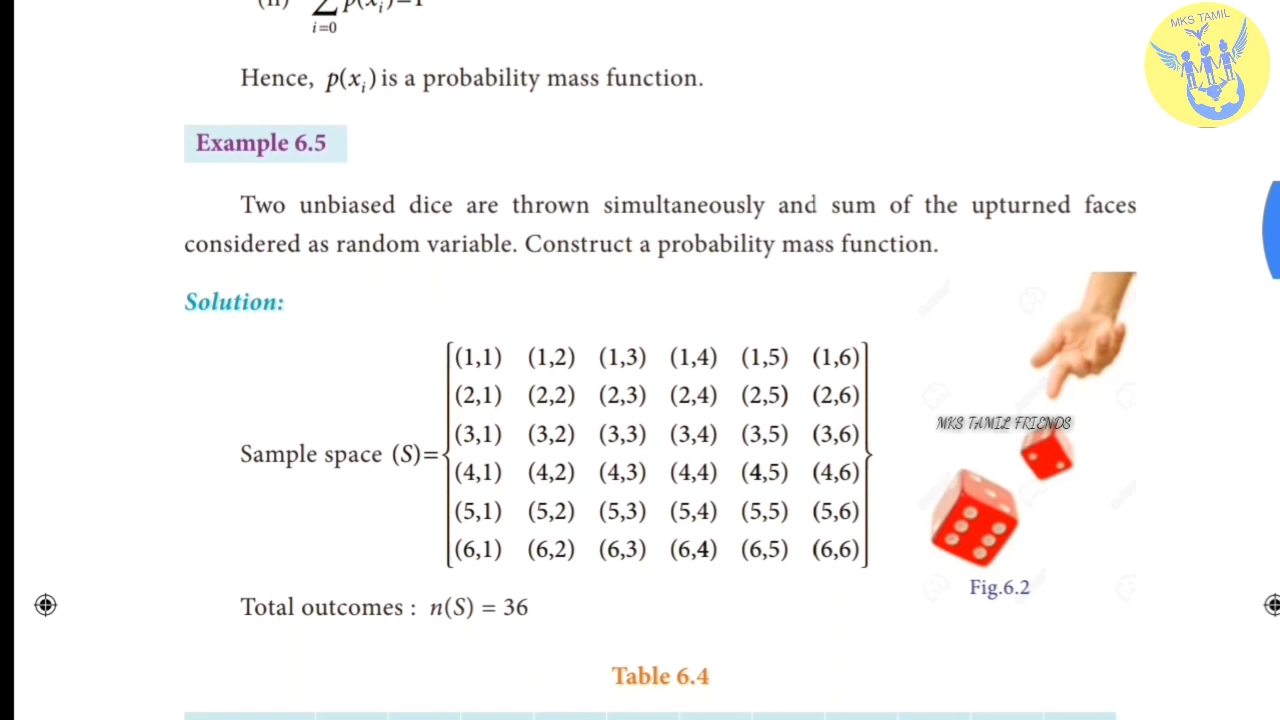 (ii) ∑ p(xᵢ)=1
i=0
Hence, p(xᵢ) is a probability mass function.
MKS TAMIL
Example 6.5
Two unbiased dice are thrown simultaneously and sum of the upturned faces
considered as random variable. Construct a probability mass function.
Solution:
(1,1) (1,2) (1,3) (1,4) (1,5) (1,6)
(2,1) (2,2) (2,3) (2,4) (2,5) (2,6)
(3,1) (3,2) (3,3) (3,4) (3,5) (3,6)
Sample space (S)=
(4,1) (4,2) (4,3) (4,4) (4,5) (4,6)
(5,1) (5,2) (5,3) (5,4) (5,5) (5,6)
(6,1) (6,2) (6,3) (6,4) (6,5) (6,6)
MKS TAMIL FRIENDS
Fig.6.2
Total outcomes : n(S) = 36
Table 6.4